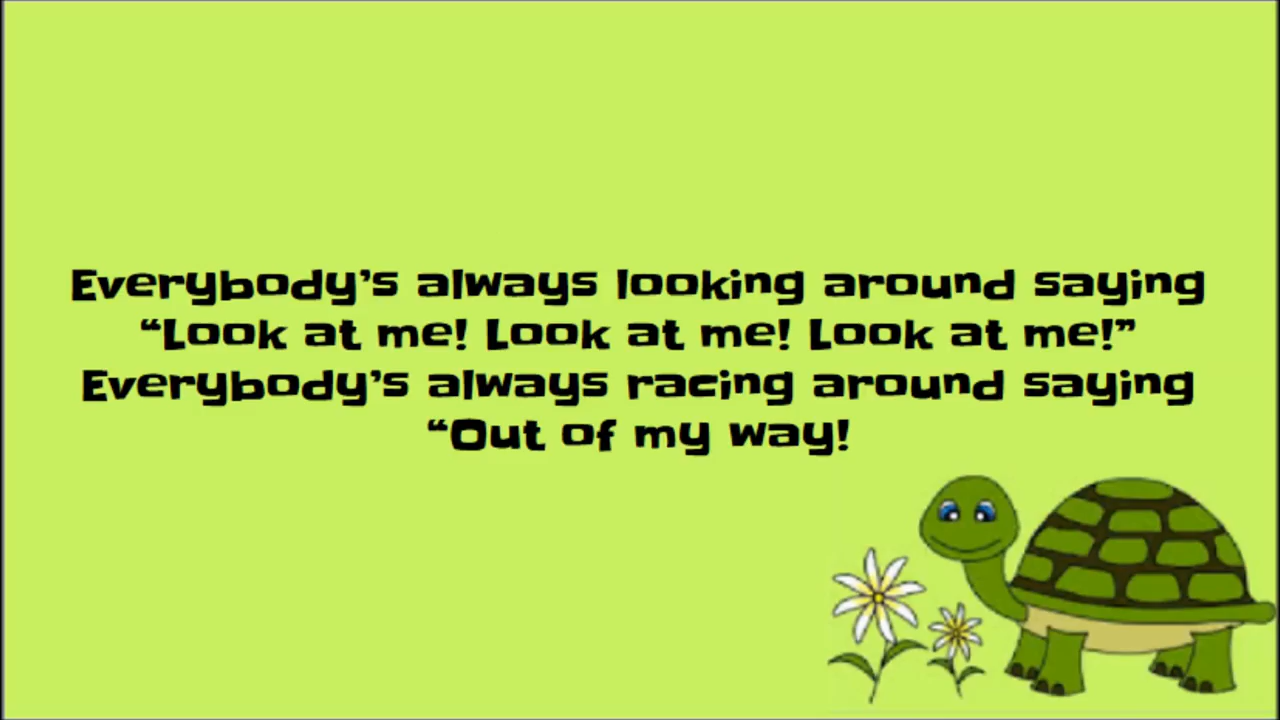 Everybody’s always looking around saying
“Look at me! Look at me! Look at me!”
Everybody’s always racing around saying
“Out of my way!